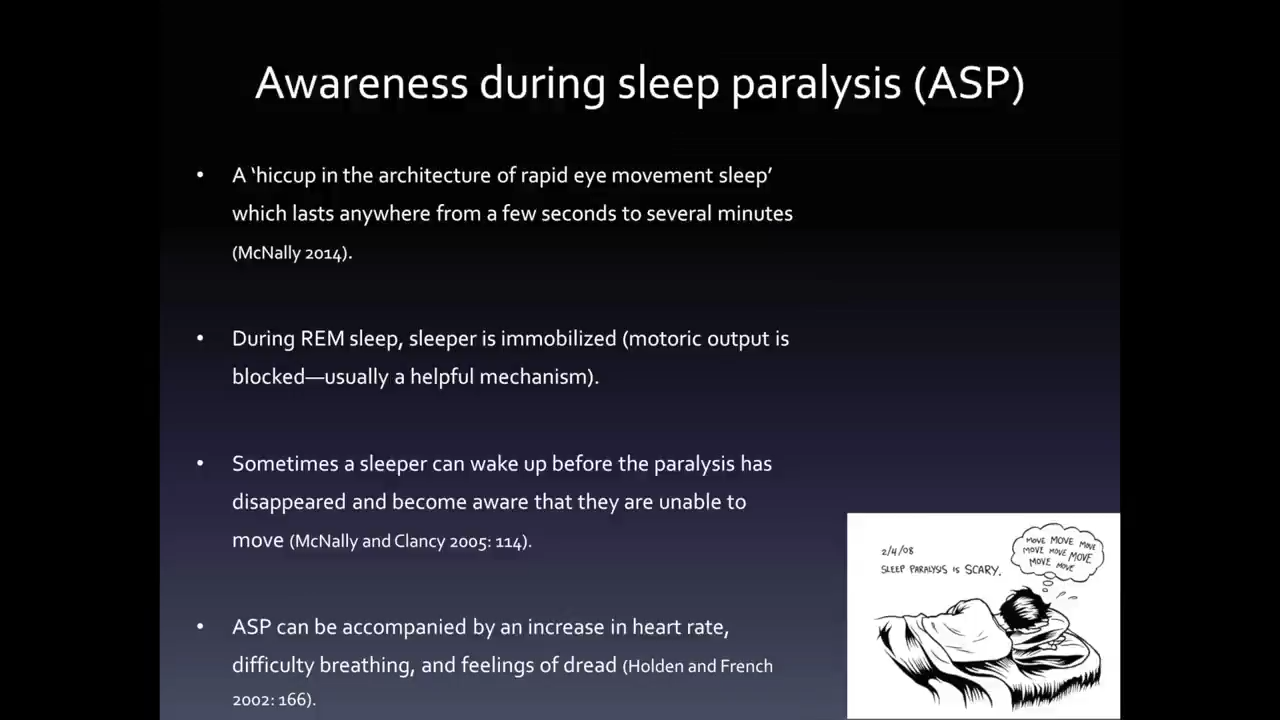 Awareness during sleep paralysis (ASP)
• A ‘hiccup in the architecture of rapid eye movement sleep’
which lasts anywhere from a few seconds to several minutes
(McNally 2014).
• During REM sleep, sleeper is immobilized (motoric output is
blocked—usually a helpful mechanism).
• Sometimes a sleeper can wake up before the paralysis has
disappeared and become aware that they are unable to
move (McNally and Clancy 2005: 114).
• ASP can be accompanied by an increase in heart rate,
difficulty breathing, and feelings of dread (Holden and French
2002: 166).
2/4/08
SLEEP PARALYSIS IS SCARY.
MOVE MOVE MOVE
MOVE MOVE MOVE
MOVE MOVE